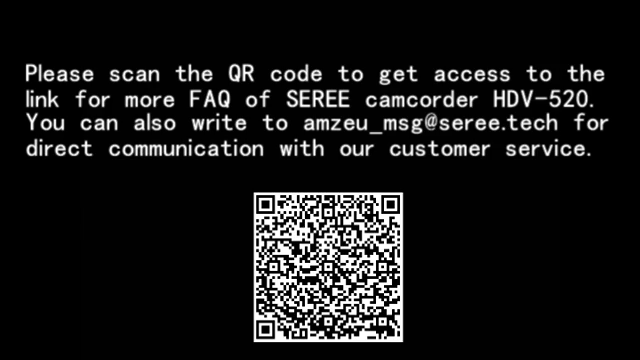 Please scan the QR code to get access to the
link for more FAQ of SEREE camcorder HDV-520.
You can also write to amzeu_msg@seree.tech for
direct communication with our customer service.